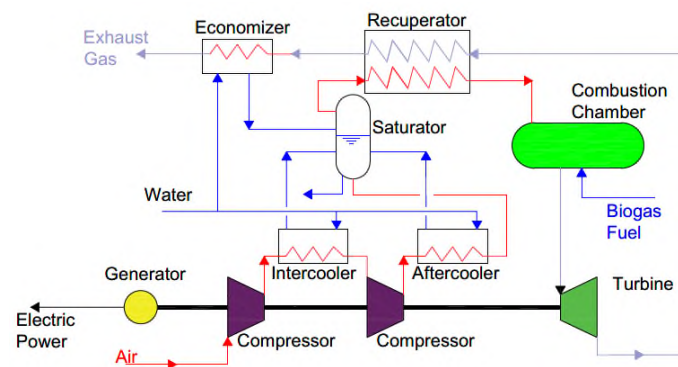 Economizer
Recuperator
Exhaust
Gas
Combustion
Chamber
Saturator
Water
Biogas
Fuel
Generator
Intercooler
Aftercooler
Turbine
Electric
Power
Compressor
Compressor
Air